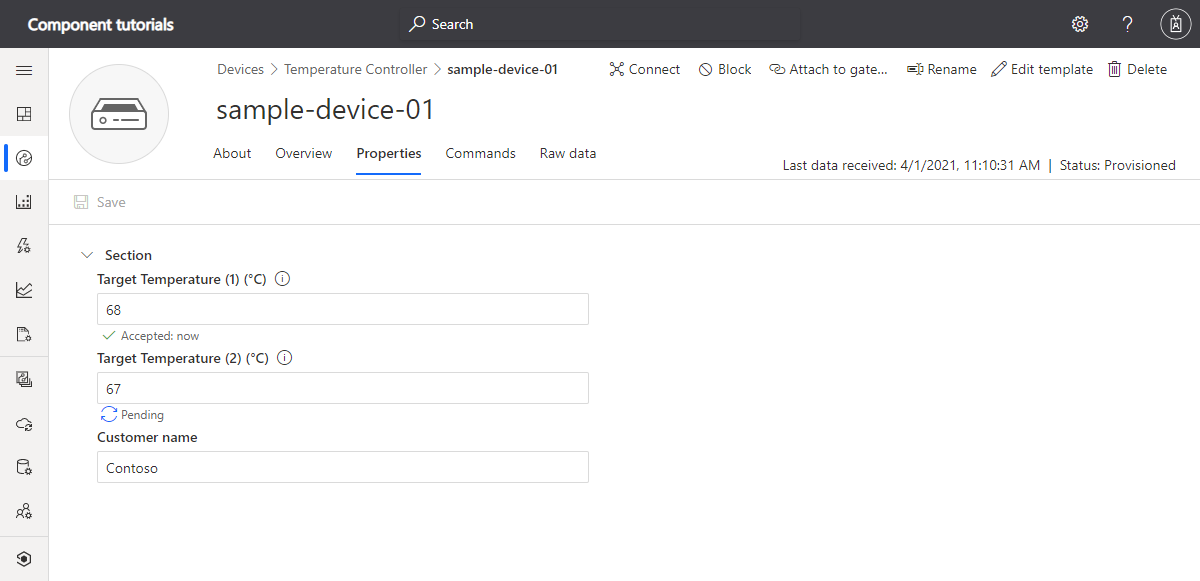 Component tutorials
Search
?
Devices > Temperature Controller > sample-device-01
Connect Block Attach to gate... Rename Edit template Delete
sample-device-01
About Overview Properties Commands Raw data
Last data received: 4/1/2021, 11:10:31 AM | Status: Provisioned
Save
Section
Target Temperature (1) (°C)
68
Accepted: now
Target Temperature (2) (°C)
67
Pending
Customer name
Contoso